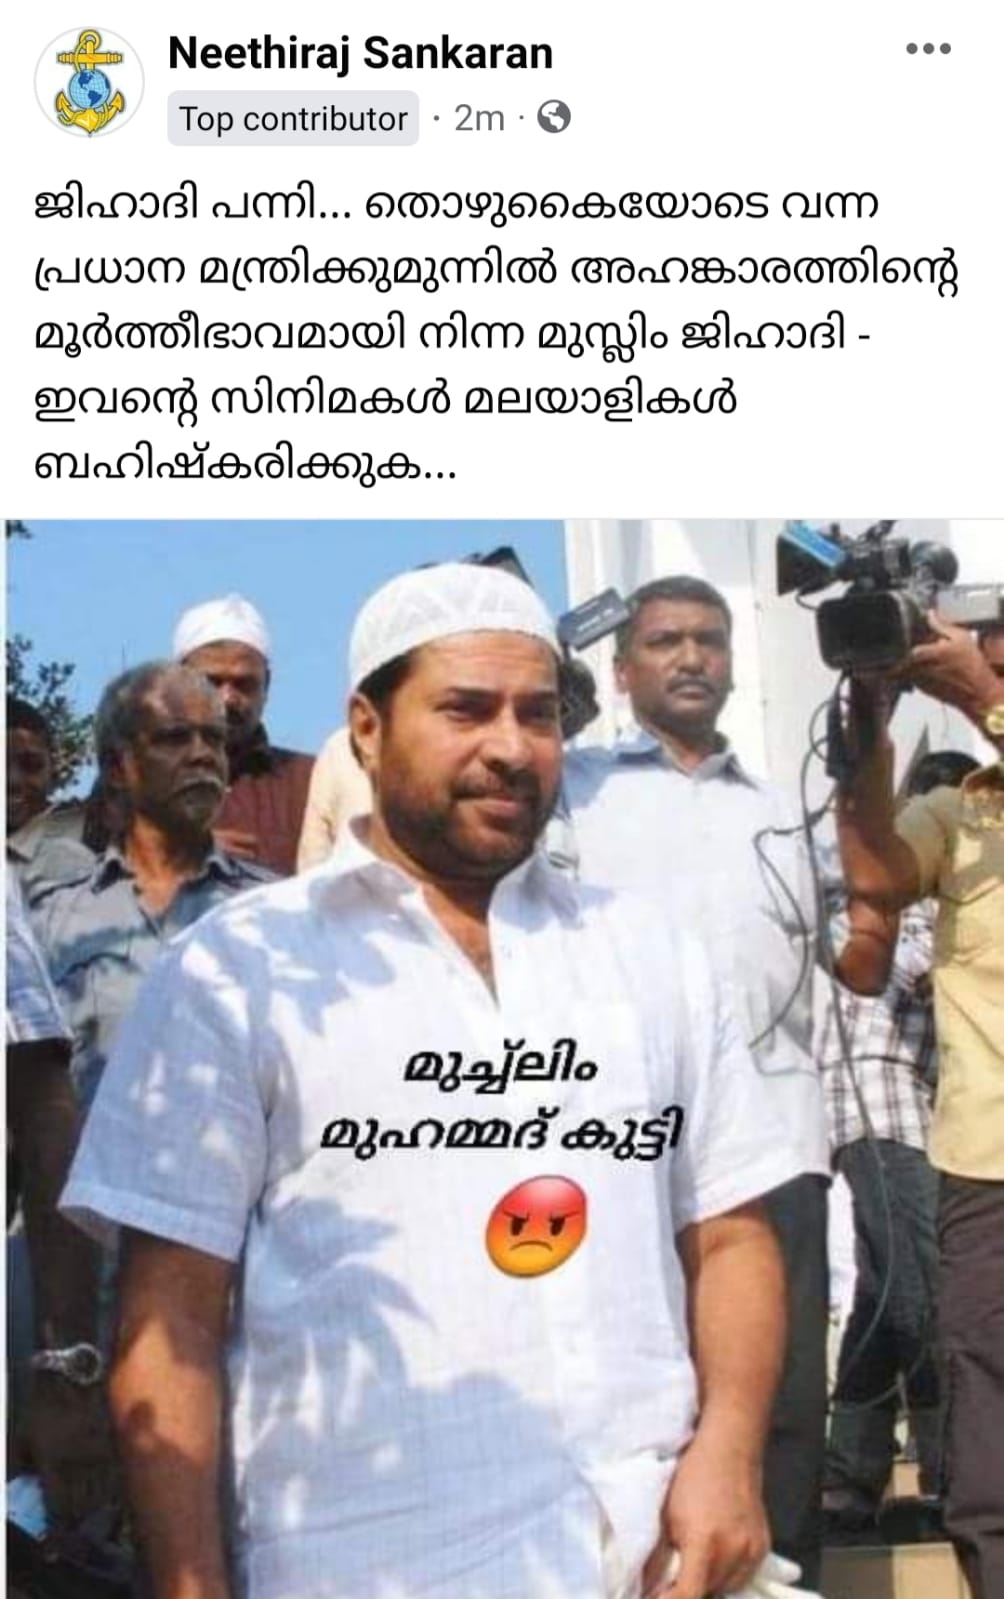 Neethiraj Sankaran
Top contributor · 2m ·
ജിഹാദി പന്നി... തൊഴുകൈയോടെ വന്ന
പ്രധാന മന്ത്രിക്കുമുന്നിൽ അഹങ്കാരത്തിന്റെ
മൂർത്തീഭാവമായി നിന്ന മുസ്ലിം ജിഹാദി -
ഇവന്റെ സിനിമകൾ മലയാളികൾ
ബഹിഷ്കരിക്കുക...
മുച്ച്ലിം
മുഹമ്മദ് കുട്ടി